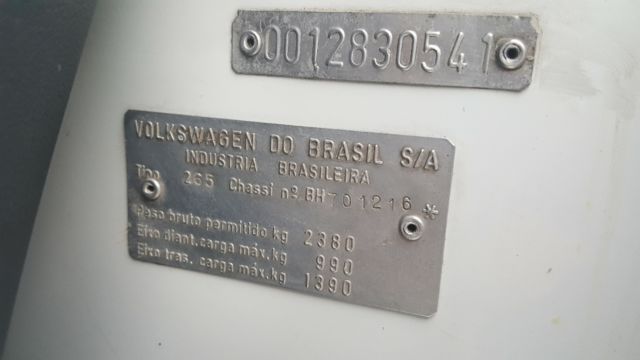 0012830541
VOLKSWAGEN DO BRASIL S/A
INDUSTRIA BRASILEIRA
Tipo 265 Chassi nº BH701216*
Peso bruto permitido kg 2380
Eixo diant. carga máx. kg 990
Eixo tras. carga máx. kg 1390